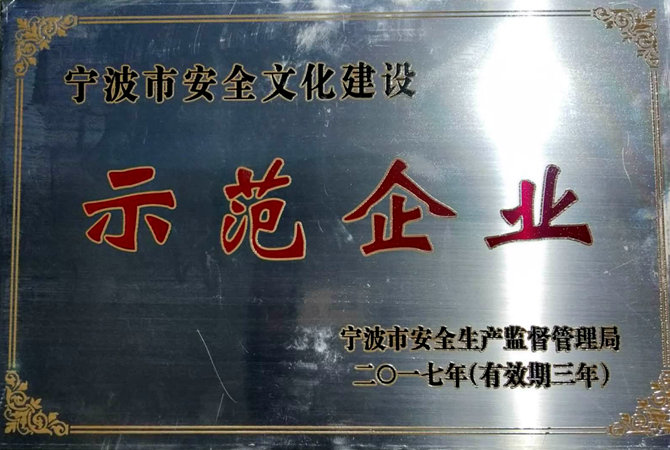 宁波市安全文化建设
示范企业
宁波市安全生产监督管理局
二〇一七年(有效期三年)